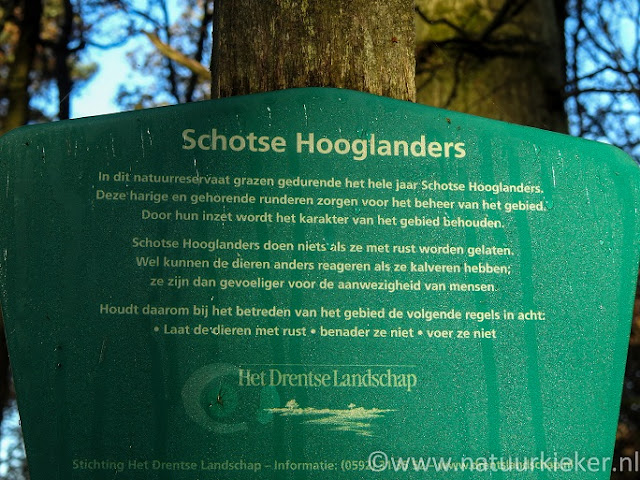 Schotse Hooglanders
In dit natuurreservaat grazen gedurende het hele jaar Schotse Hooglanders.
Deze harige en gehorende runderen zorgen voor het beheer van het gebied.
Door hun inzet wordt het karakter van het gebied behouden.
Schotse Hooglanders doen niets als ze met rust worden gelaten.
Wel kunnen de dieren anders reageren als ze kalveren hebben;
ze zijn dan gevoeliger voor de aanwezigheid van mensen.
Houdt daarom bij het betreden van het gebied de volgende regels in acht:
• Laat de dieren met rust • benader ze niet • voer ze niet
Het Drentse Landschap
Stichting Het Drentse Landschap – Informatie: (0592)
©www.natuurkieker.nl